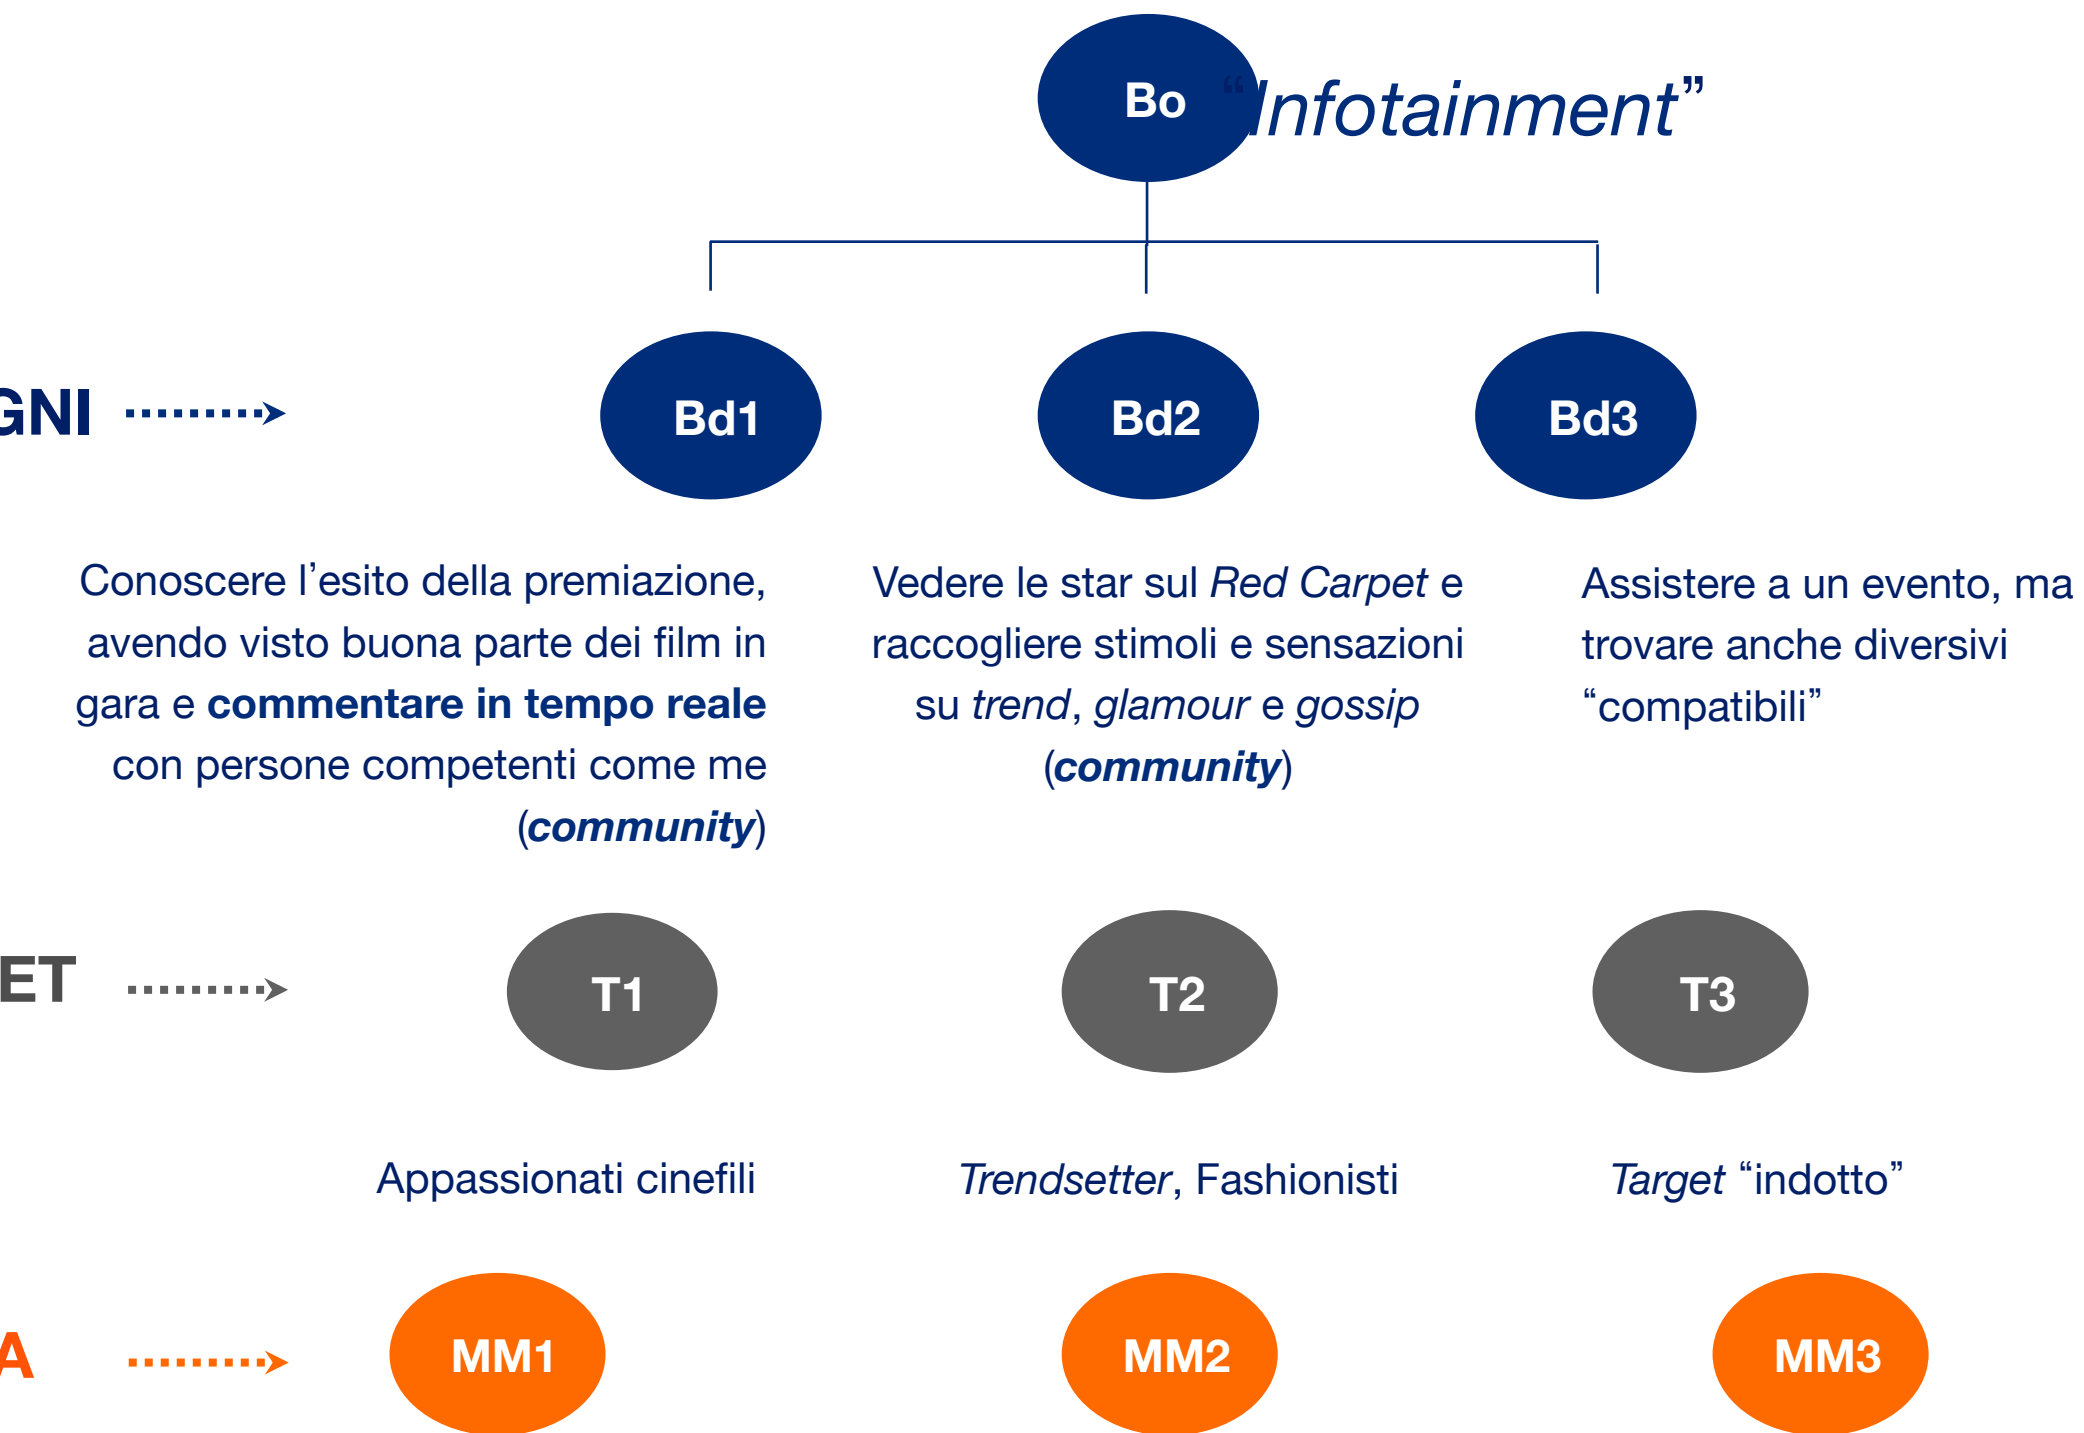 Bo “Infotainment”
GNI
Bd1
Bd2
Bd3
Conoscere l’esito della premiazione,
avendo visto buona parte dei film in
gara e commentare in tempo reale
con persone competenti come me
(community)
Vedere le star sul Red Carpet e
raccogliere stimoli e sensazioni
su trend, glamour e gossip
(community)
Assistere a un evento, ma
trovare anche diversivi
“compatibili”
ET
T1
T2
T3
Appassionati cinefili
Trendsetter, Fashionisti
Target “indotto”
A
MM1
MM2
MM3